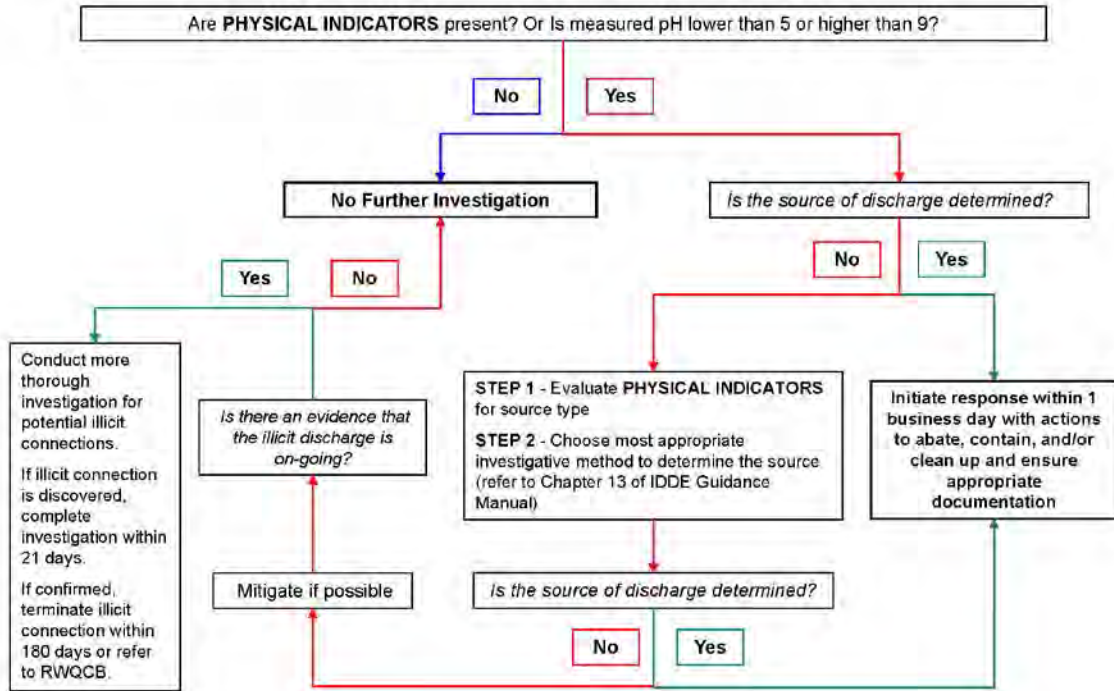 Are PHYSICAL INDICATORS present? Or Is measured pH lower than 5 or higher than 9?
No
Yes
No Further Investigation
Is the source of discharge determined?
No
Yes
Yes
No
Conduct more
thorough
investigation for
potential illicit
connections.
If illicit connection
is discovered,
complete
investigation within
21 days.
If confirmed,
terminate illicit
connection within
180 days or refer
to RWQCB.
Is there an evidence that
the illicit discharge is
on-going?
Mitigate if possible
STEP 1 - Evaluate PHYSICAL INDICATORS
for source type
STEP 2 - Choose most appropriate
investigative method to determine the source
(refer to Chapter 13 of IDDE Guidance
Manual)
Initiate response within 1
business day with actions
to abate, contain, and/or
clean up and ensure
appropriate
documentation
Is the source of discharge determined?
No
Yes